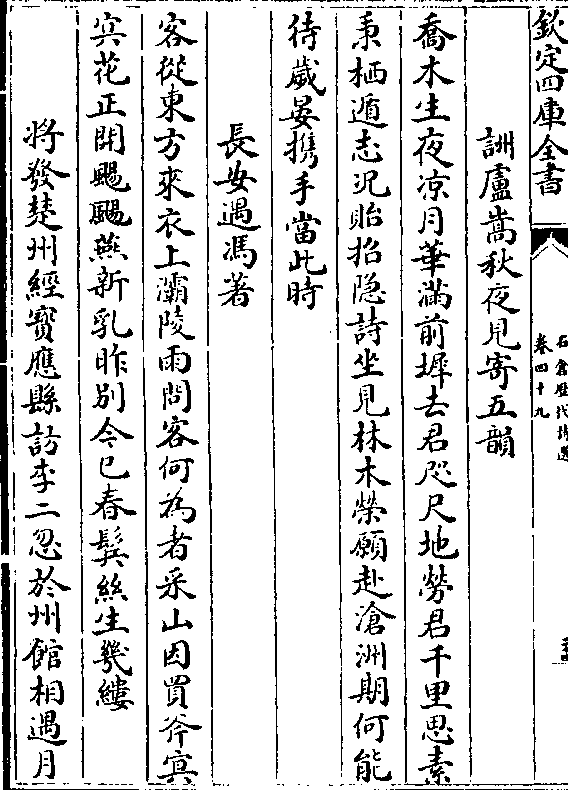 欽定四庫全書
石倉歷代詩選
卷四十九
詶盧嵩秋夜見寄五韻
喬木生夜凉月華滿前墀去君咫尺地勞君千里思素
秉栖遁志况貽招隐詩坐見林木榮願赴滄洲期何能
待歲晏携手當此時
長安遇馮著
客從東方來衣上灞陵雨問客何為者采山因買斧冥
冥花正開颺颺燕新乳昨别今已春鬢絲生幾縷
將發楚州經寳應縣訪李二忽於州館相遇月